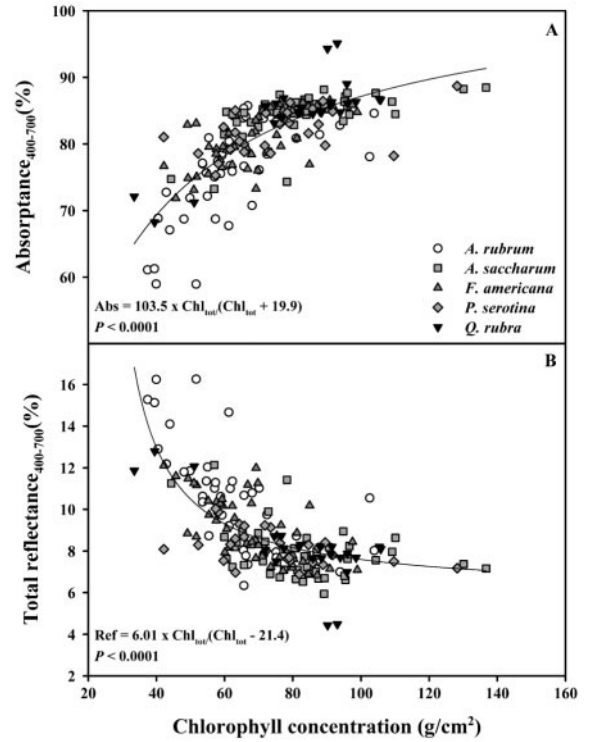 A
100
90
80
70
60
Absorptance400-700(%)
A. rubrum
A. saccharum
F. americana
P. serotina
Q. rubra
Abs = 103.5 x Chltot/(Chltot + 19.9)
P < 0.0001
B
16
14
12
10
8
6
4
2
Total reflectance400-700(%)
Ref = 6.01 x Chltot/(Chltot - 21.4)
P < 0.0001
20 40 60 80 100 120 140 160
Chlorophyll concentration (g/cm²)